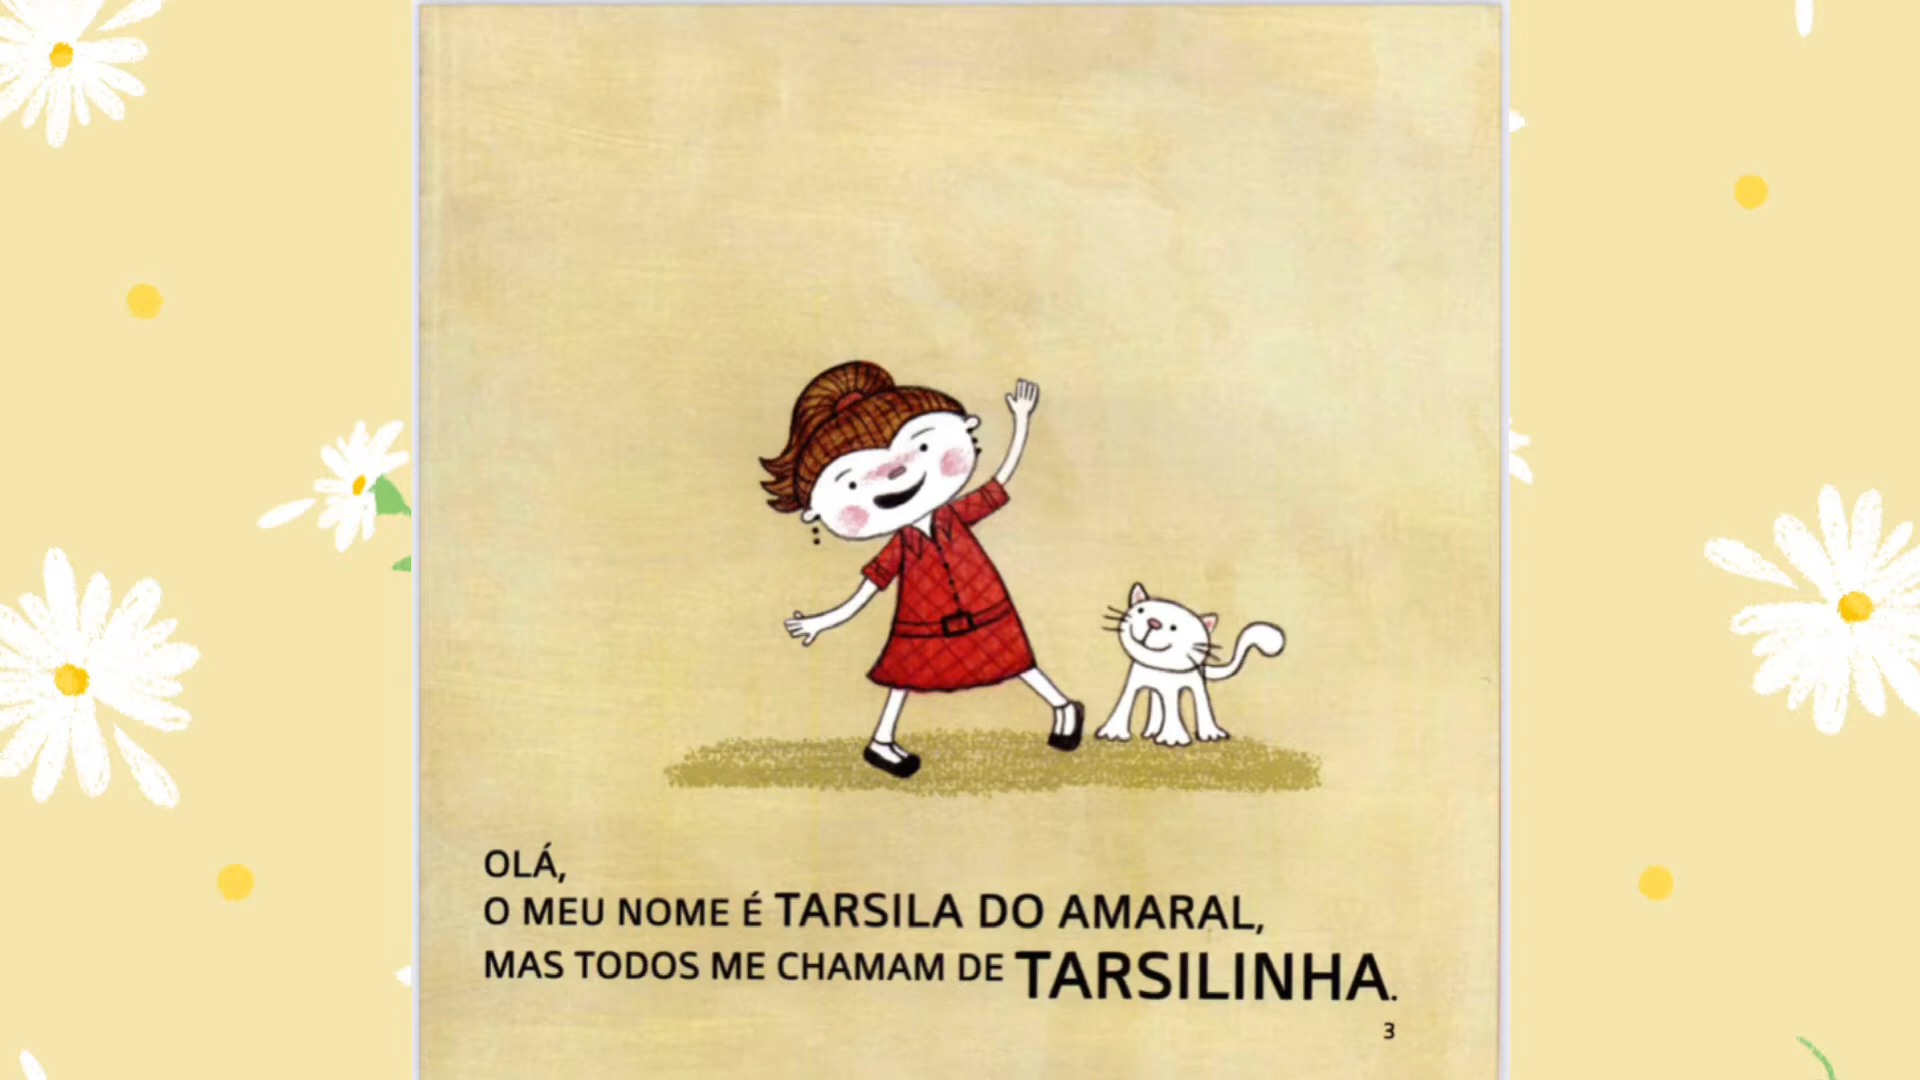 OLÁ,
O MEU NOME É TARSILA DO AMARAL,
MAS TODOS ME CHAMAM DE TARSILINHA.
3